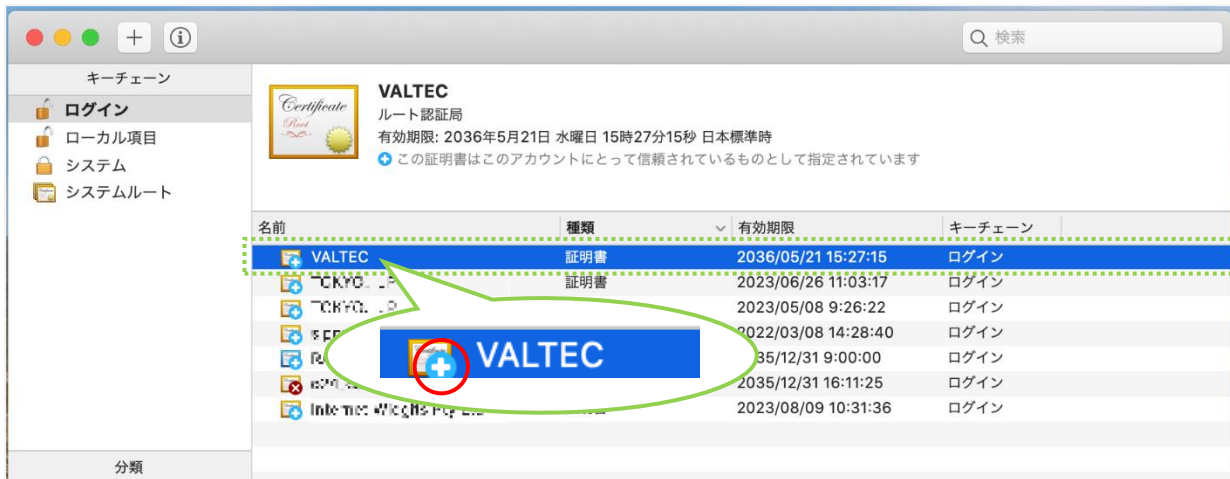 検索
キーチェーン
ログイン
ローカル項目
システム
システムルート
分類
Certificate
Root
VALTEC
ルート認証局
有効期限: 2036年5月21日 水曜日 15時27分15秒 日本標準時
この証明書はこのアカウントにとって信頼されているものとして指定されています
名前 種類 有効期限 キーチェーン
VALTEC 証明書 2036/05/21 15:27:15 ログイン
証明書 2023/06/26 11:03:17 ログイン
2023/05/08 9:26:22 ログイン
2022/03/08 14:28:40 ログイン
35/12/31 9:00:00 ログイン
2035/12/31 16:11:25 ログイン
2023/08/09 10:31:36 ログイン
VALTEC